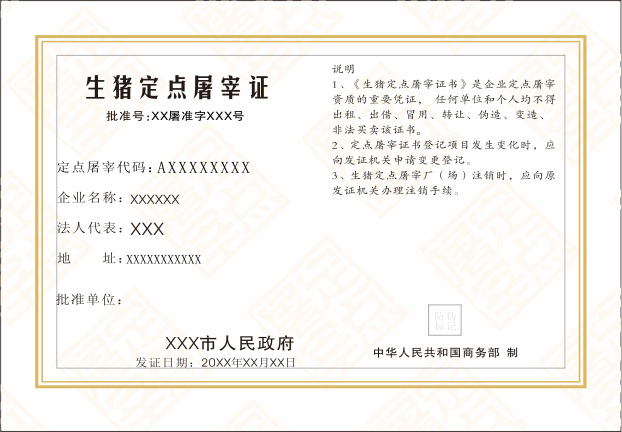 生猪定点屠宰证
批准号:XX屠准字XXX号
定点屠宰代码:AXXXXXXXX
企业名称:XXXXXX
法人代表:XXX
地 址:XXXXXXXXXXX
批准单位:
XXX市人民政府
发证日期:20XX年XX月XX日
说明
1、《生猪定点屠宰证书》是企业定点屠宰
资质的重要凭证, 任何单位和个人均不得
出租、出借、冒用、转让、伪造、变造、
非法买卖该证书。
2、定点屠宰证书登记项目发生变化时,应
向发证机关申请变更登记。
3、生猪定点屠宰厂(场)注销时,应向原
发证机关办理注销手续。
防伪
标记
中华人民共和国商务部 制